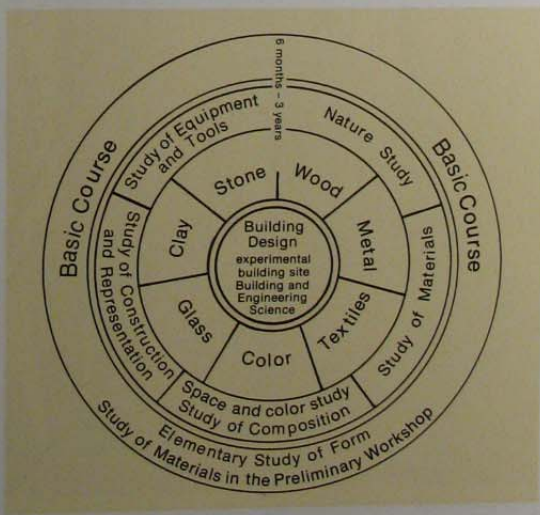 6 months – 3 years
Basic Course
Basic Course
Elementary Study of Form
Study of Materials in the Preliminary Workshop
Study of Equipment
and Tools
Nature Study
Study of Materials
Space and color study
Study of Composition
Study of Construction
and Representation
Stone
Wood
Metal
Textiles
Color
Glass
Clay
Building
Design
experimental
building site
Building and
Engineering
Science